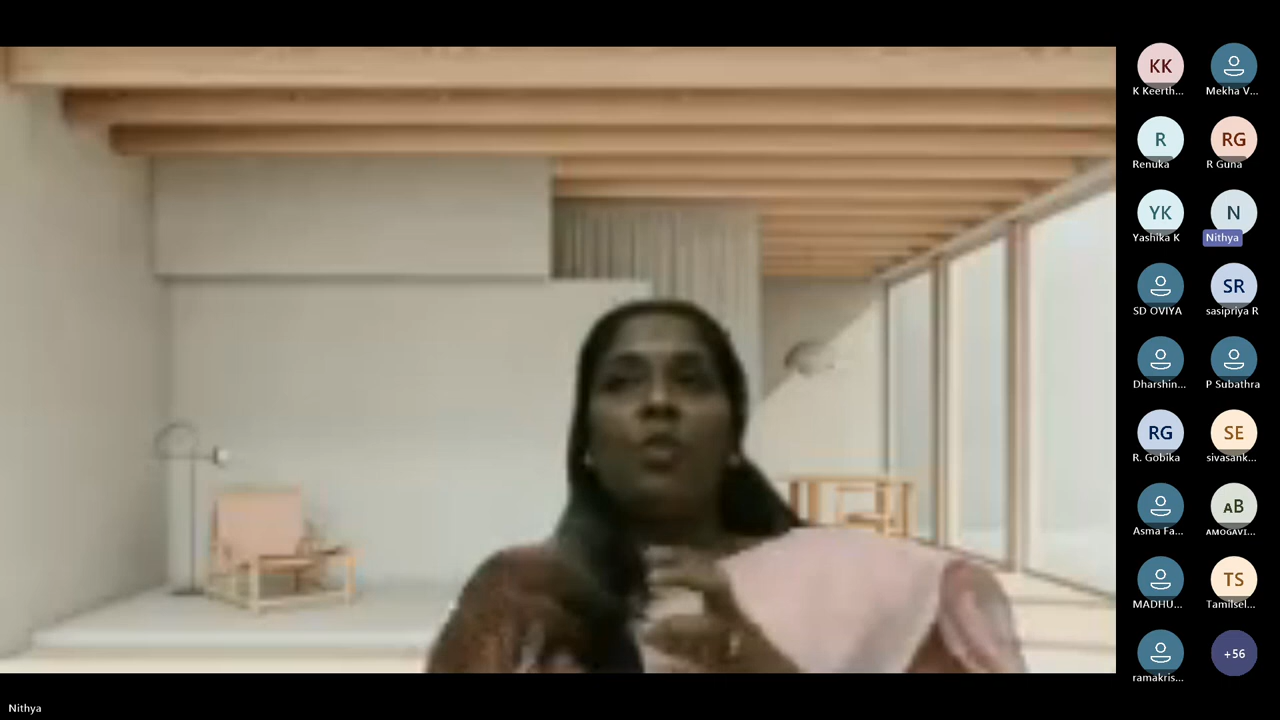 KK
K Keerth...
Mekha V...
R
Renuka
RG
R Guna
YK
Yashika K
N
Nithya
SD OVIYA
SR
sasipriya R
Dharshin...
P Subathra
RG
R. Gobika
SE
sivasank...
Asma Fa...
AB
AMOGAVI...
MADHU...
TS
Tamilsel...
ramakris...
+56
Nithya